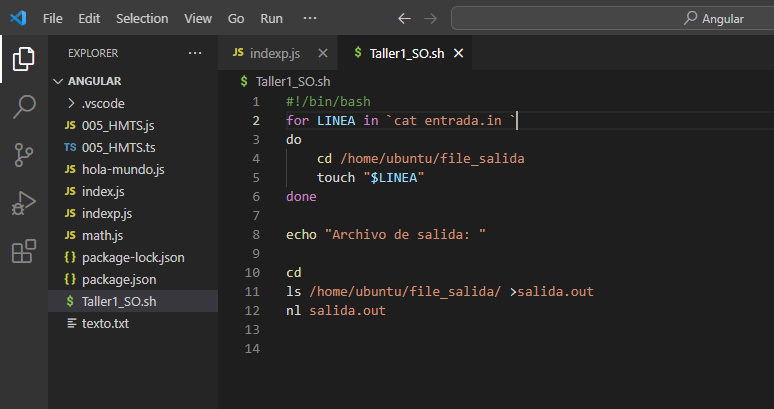 File Edit Selection View Go Run ··· ← → Angular
EXPLORER ···
ANGULAR
.vscode
JS 005_HMTS.js
TS 005_HMTS.ts
JS hola-mundo.js
JS index.js
JS indexp.js
JS math.js
{} package-lock.json
{} package.json
$ Taller1_SO.sh
texto.txt
JS indexp.js × $ Taller1_SO.sh ×
$ Taller1_SO.sh
1 #!/bin/bash
2 for LINEA in `cat entrada.in `
3 do
4 cd /home/ubuntu/file_salida
5 touch "$LINEA"
6 done
7
8 echo "Archivo de salida: "
9
10 cd
11 ls /home/ubuntu/file_salida/ >salida.out
12 nl salida.out
13
14